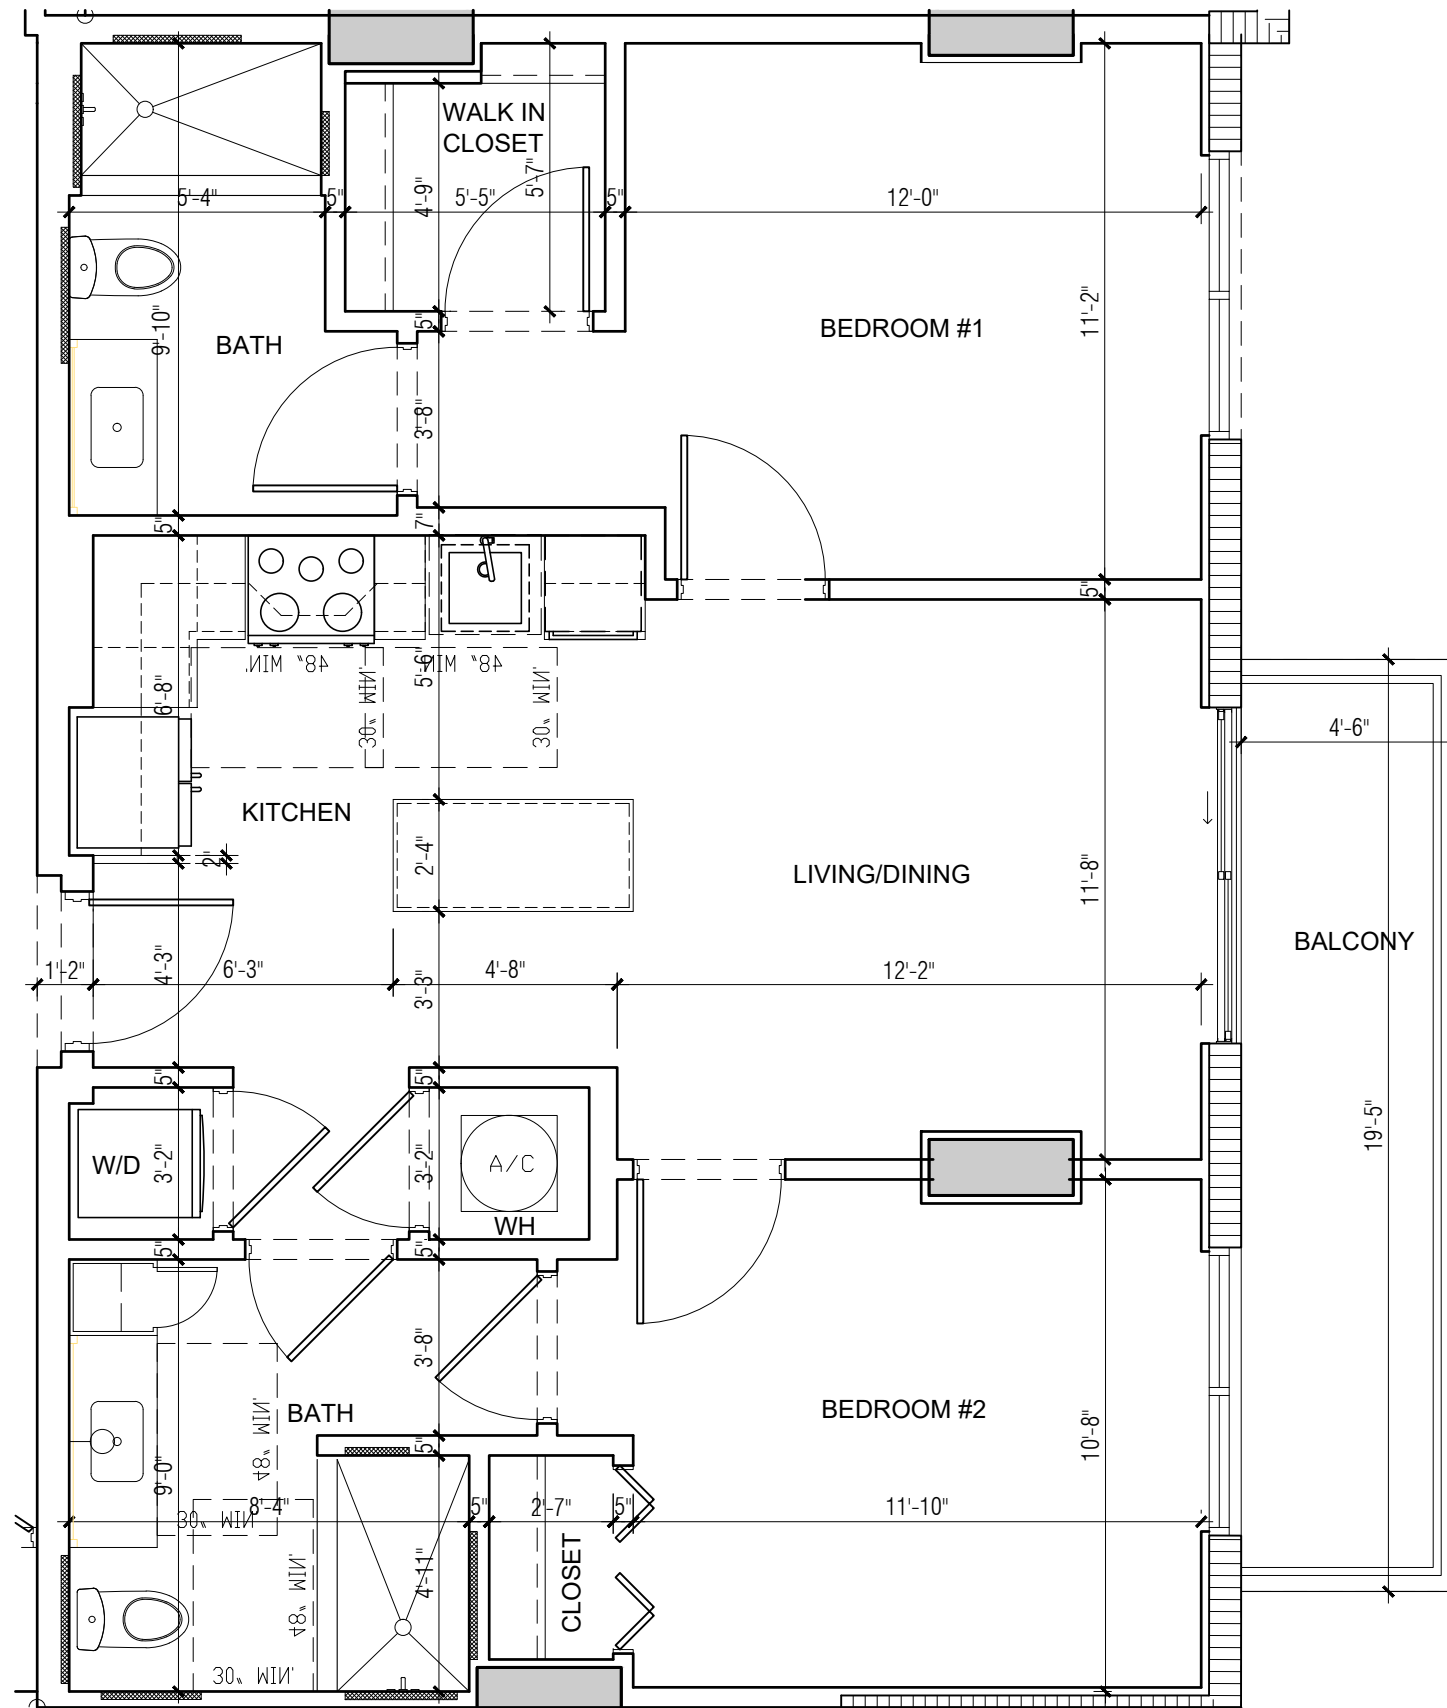 WALK IN
CLOSET
5'-4"
5"
4'-9"
5'-5"
5'-7"
5"
12'-0"
11'-2"
9'-10"
BATH
5"
BEDROOM #1
3'-8"
5"
7"
5"
48" MIN.
48" MIN.
5'-6"
6'-8"
30" MIN.
30" MIN.
4'-6"
KITCHEN
2"
2'-4"
LIVING/DINING
11'-8"
BALCONY
1'-2"
4'-3"
6'-3"
3'-3"
4'-8"
12'-2"
5"
5"
19'-5"
W/D
3'-2"
3'-2"
A/C
WH
5"
5"
3'-8"
BATH
48" MIN.
BEDROOM #2
5"
10'-8"
9'-0"
30" MIN.
8'-4"
5"
2'-7"
5"
11'-10"
4'-11"
CLOSET
48" MIN.
30" MIN.